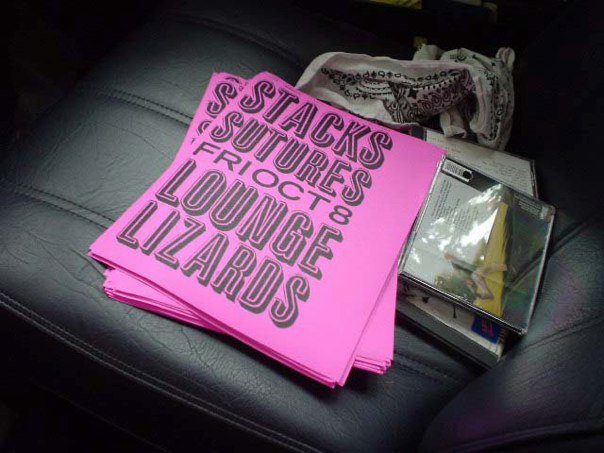 STACKS
SUTURES
FRI OCT 8
LOUNGE
LIZARDS